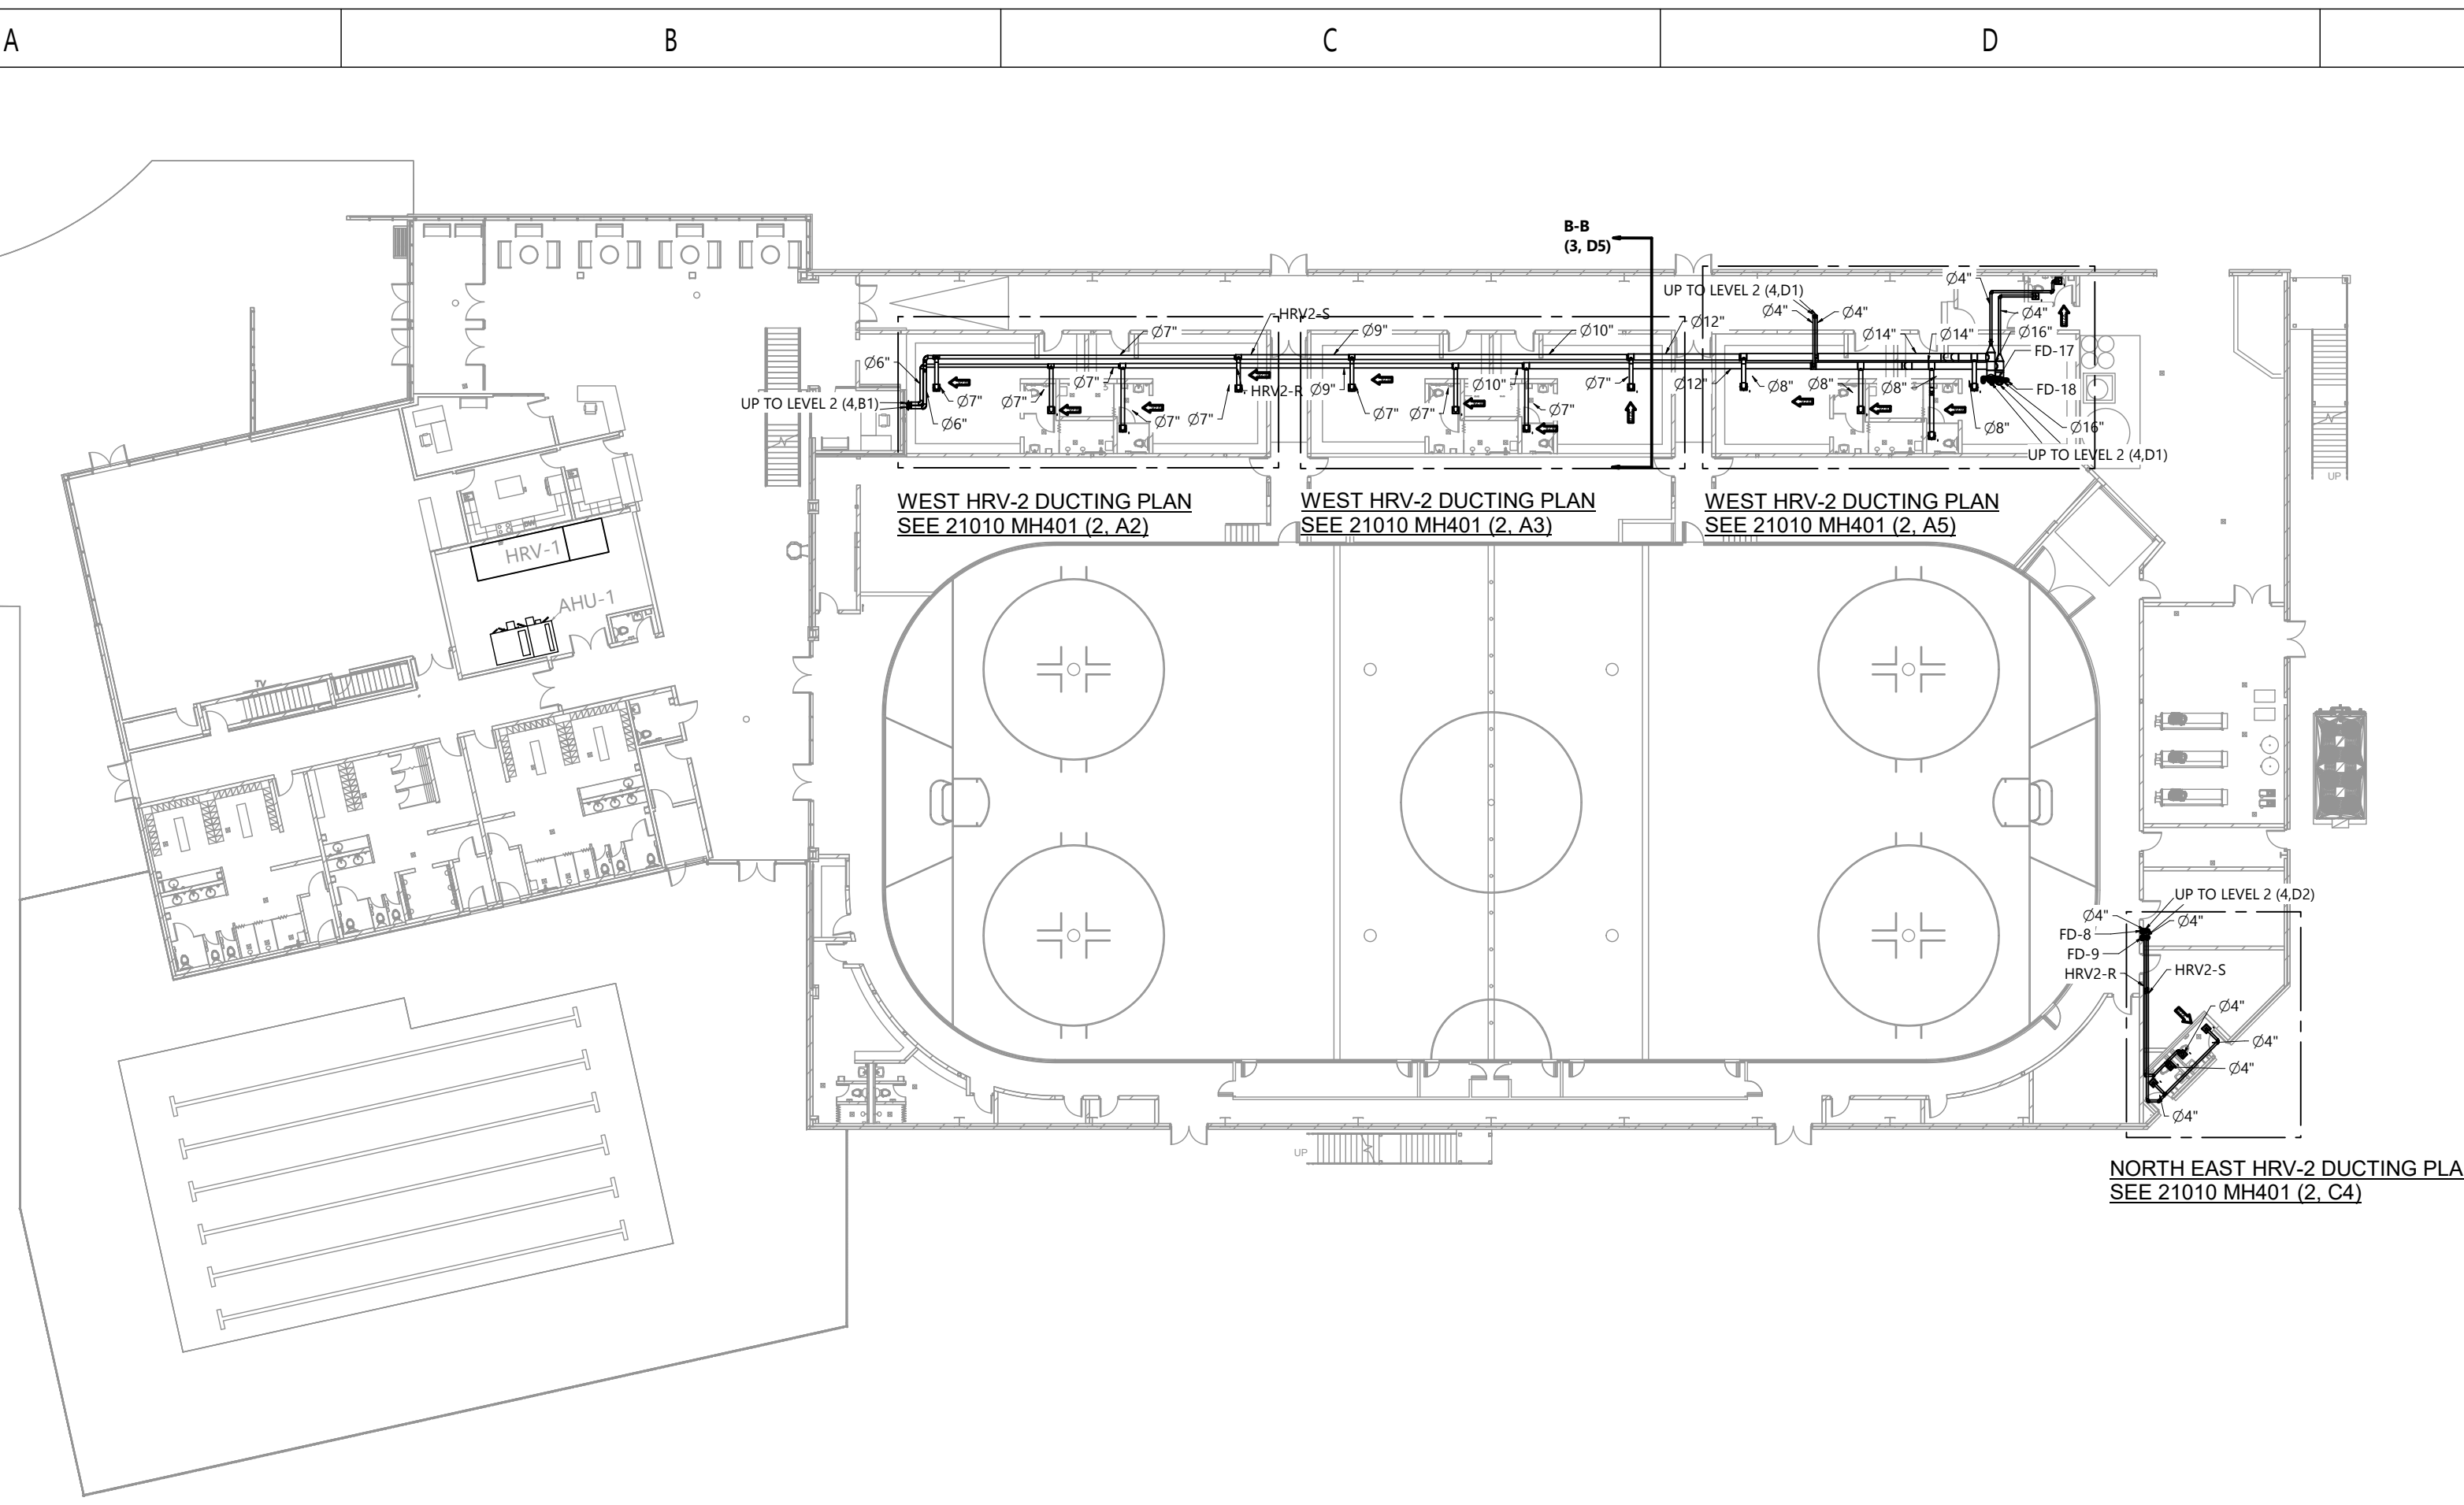 A B C D
B-B
(3, D5)
UP TO LEVEL 2 (4,D1)
Ø4"
Ø4"
Ø4"
Ø4"
HRV2-S
Ø12"
Ø16"
Ø7"
Ø9"
Ø10"
Ø14"
Ø14"
FD-17
Ø6"
Ø7"
HRV2-R
Ø9"
Ø10"
Ø7"
Ø12"
Ø8"
Ø8"
Ø8"
FD-18
UP TO LEVEL 2 (4,B1)
Ø7"
Ø7"
Ø6"
Ø7"
Ø7"
Ø7"
Ø7"
Ø7"
Ø8"
Ø16"
UP TO LEVEL 2 (4,D1)
UP
WEST HRV-2 DUCTING PLAN
SEE 21010 MH401 (2, A2)
WEST HRV-2 DUCTING PLAN
SEE 21010 MH401 (2, A3)
WEST HRV-2 DUCTING PLAN
SEE 21010 MH401 (2, A5)
HRV-1
AHU-1
TV
UP TO LEVEL 2 (4,D2)
Ø4"
Ø4"
FD-8
FD-9
HRV2-R
HRV2-S
Ø4"
Ø4"
Ø4"
Ø4"
UP
NORTH EAST HRV-2 DUCTING PLA
SEE 21010 MH401 (2, C4)